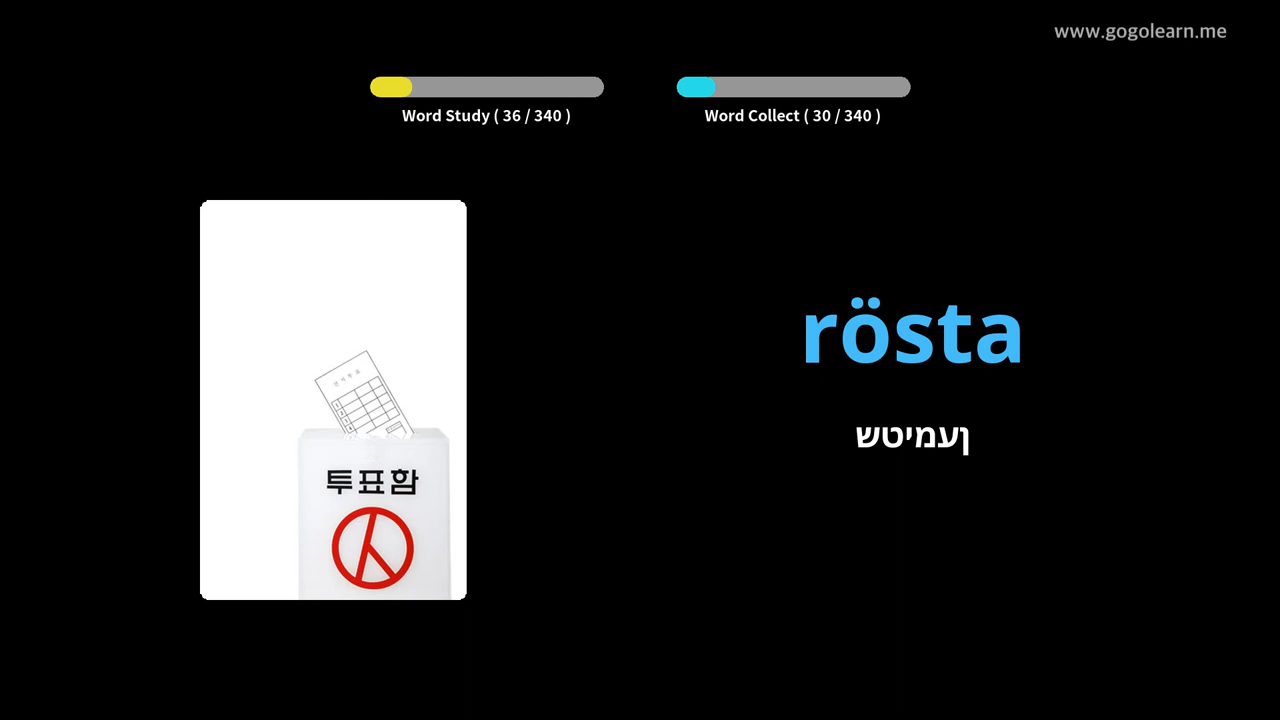 www.gogolearn.me
Word Study ( 36 / 340 )
Word Collect ( 30 / 340 )
rösta
שטימען
투표함